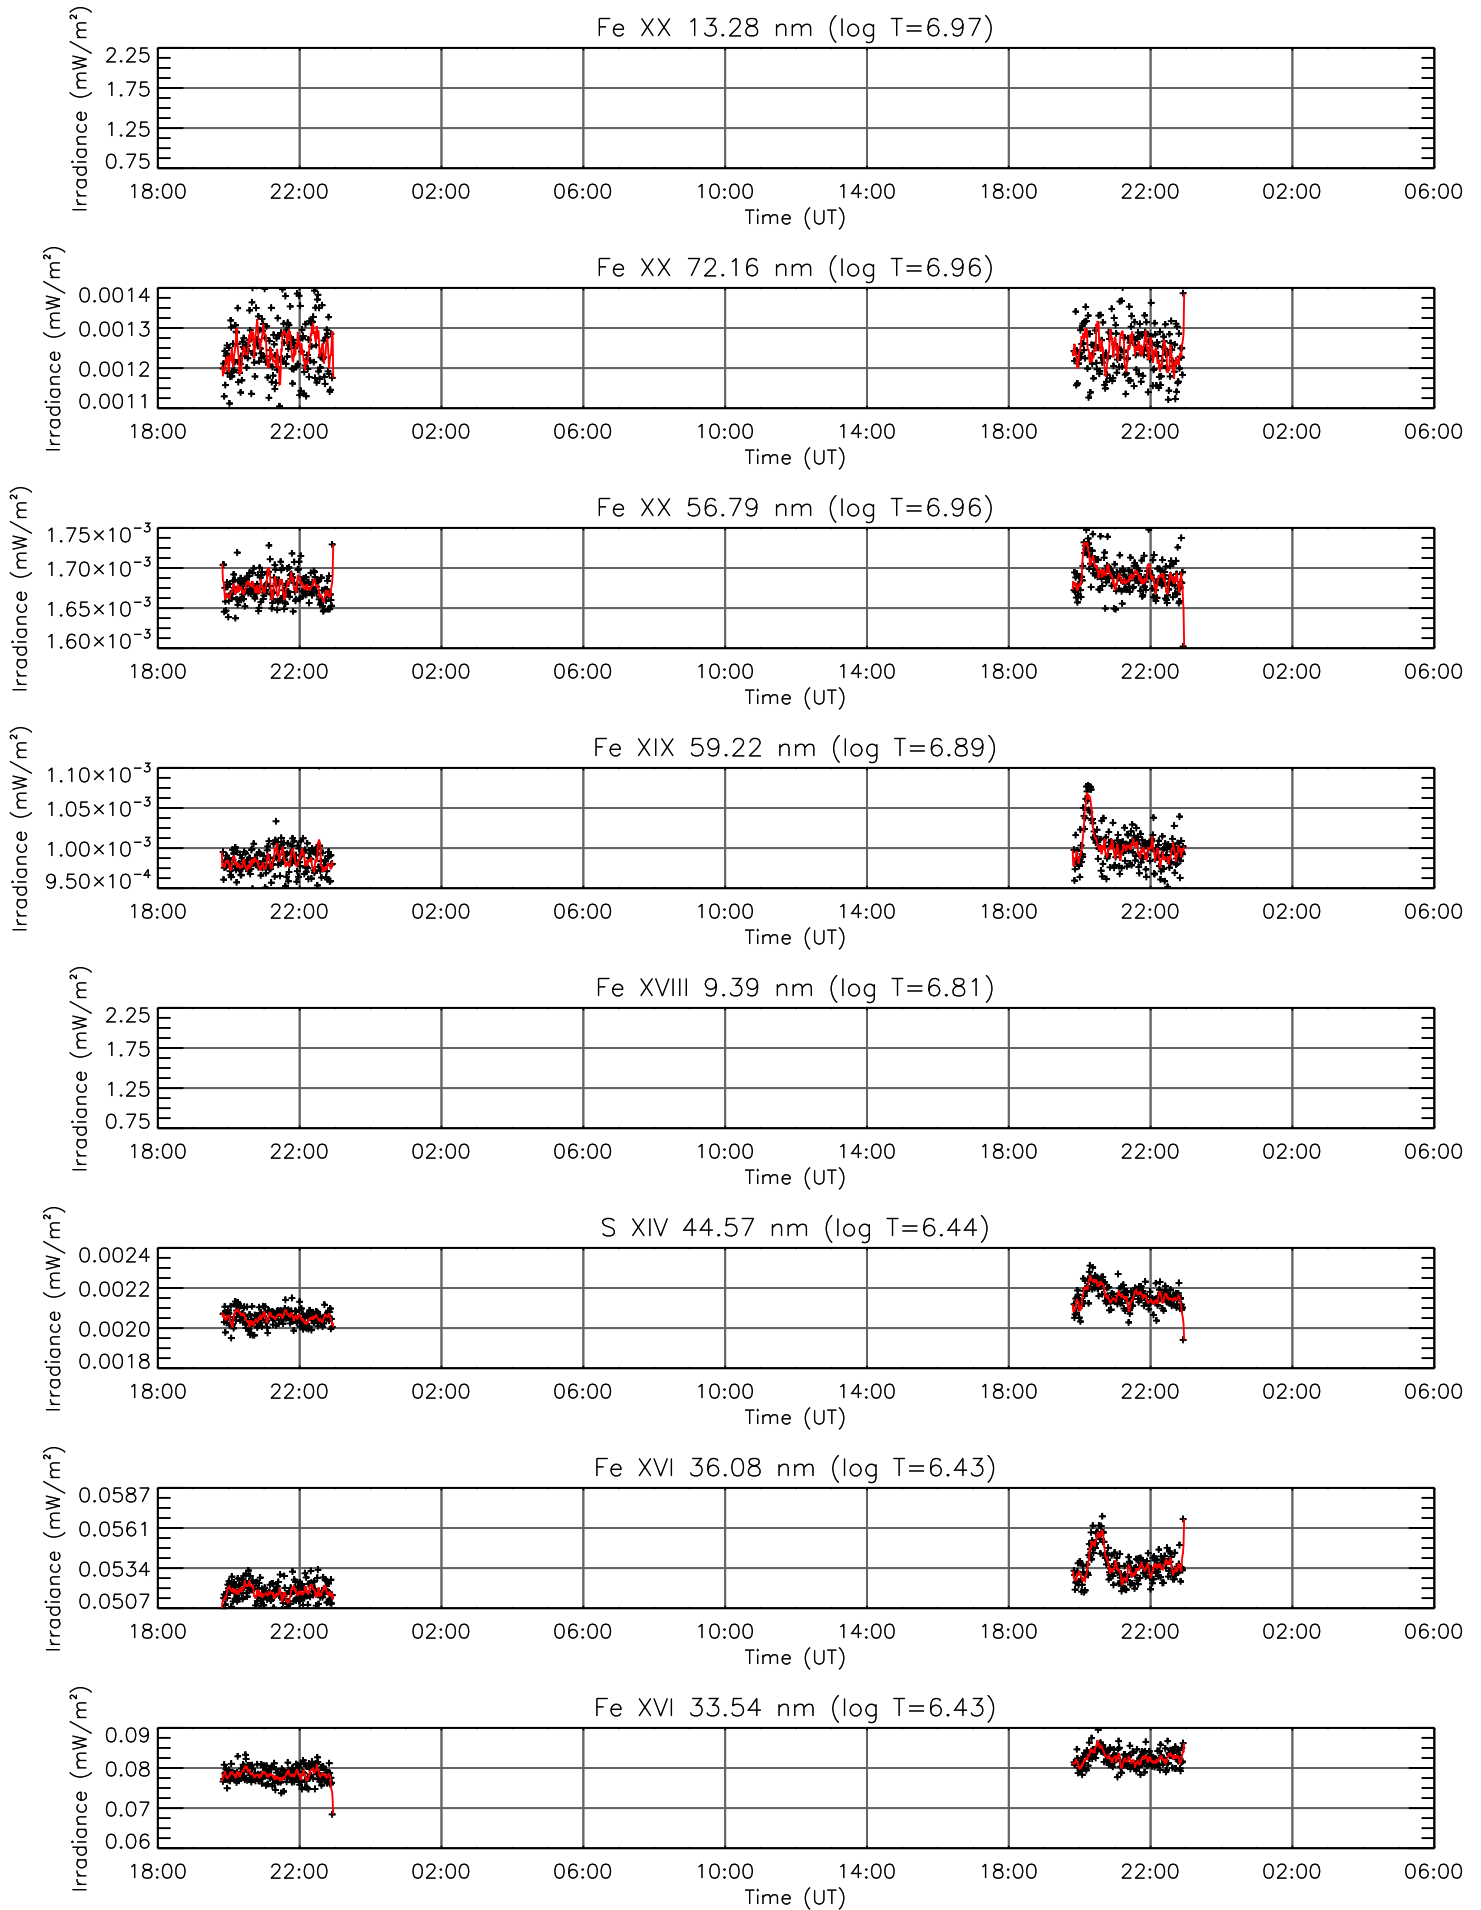 Fe XX 13.28 nm (log T=6.97)
Irradiance (mW/m²)
2.25
1.75
1.25
0.75
18:00 22:00 02:00 06:00 10:00 14:00 18:00 22:00 02:00 06:00
Time (UT)
Fe XX 72.16 nm (log T=6.96)
Irradiance (mW/m²)
0.0014
0.0013
0.0012
0.0011
18:00 22:00 02:00 06:00 10:00 14:00 18:00 22:00 02:00 06:00
Time (UT)
Fe XX 56.79 nm (log T=6.96)
Irradiance (mW/m²)
1.75×10⁻³
1.70×10⁻³
1.65×10⁻³
1.60×10⁻³
18:00 22:00 02:00 06:00 10:00 14:00 18:00 22:00 02:00 06:00
Time (UT)
Fe XIX 59.22 nm (log T=6.89)
Irradiance (mW/m²)
1.10×10⁻³
1.05×10⁻³
1.00×10⁻³
9.50×10⁻⁴
18:00 22:00 02:00 06:00 10:00 14:00 18:00 22:00 02:00 06:00
Time (UT)
Fe XVIII 9.39 nm (log T=6.81)
Irradiance (mW/m²)
2.25
1.75
1.25
0.75
18:00 22:00 02:00 06:00 10:00 14:00 18:00 22:00 02:00 06:00
Time (UT)
S XIV 44.57 nm (log T=6.44)
Irradiance (mW/m²)
0.0024
0.0022
0.0020
0.0018
18:00 22:00 02:00 06:00 10:00 14:00 18:00 22:00 02:00 06:00
Time (UT)
Fe XVI 36.08 nm (log T=6.43)
Irradiance (mW/m²)
0.0587
0.0561
0.0534
0.0507
18:00 22:00 02:00 06:00 10:00 14:00 18:00 22:00 02:00 06:00
Time (UT)
Fe XVI 33.54 nm (log T=6.43)
Irradiance (mW/m²)
0.09
0.08
0.07
0.06
18:00 22:00 02:00 06:00 10:00 14:00 18:00 22:00 02:00 06:00
Time (UT)